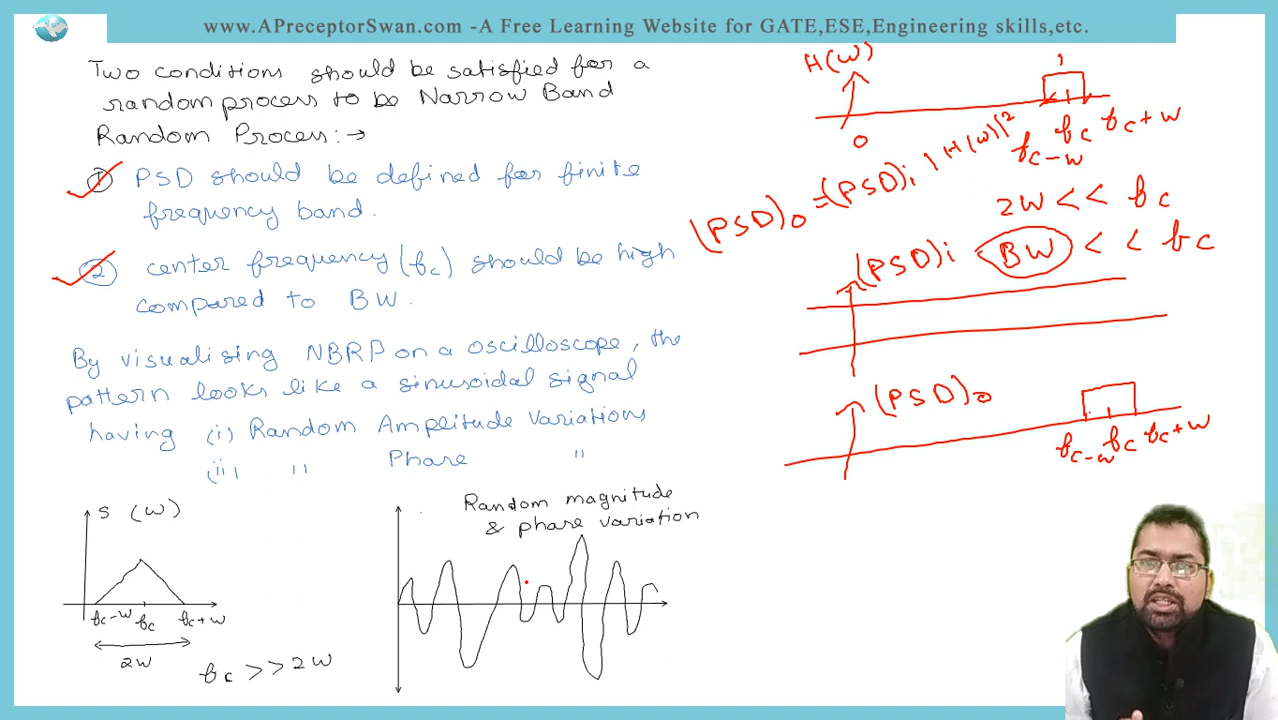 www.APreceptorSwan.com -A Free Learning Website for GATE,ESE,Engineering skills,etc.
Two conditions should be satisfied for a
random process to be Narrow Band
Random Process:→
① PSD should be defined for finite
frequency band.
② center frequency (fc) should be high
compared to BW.
By visualising NBRP on a oscilloscope, the
pattern looks like a sinusoidal signal
having (i) Random Amplitude Variations
(ii) " Phase "
S (w)
fc-w fc fc+w
2w
fc >> 2w
Random magnitude
& phase variation
H(w)
1
0
fc-w fc fc+w
(PSD)o = (PSD)i |H(w)|²
2w << fc
BW << fc
(PSD)i
(PSD)o
fc-w fc fc+w